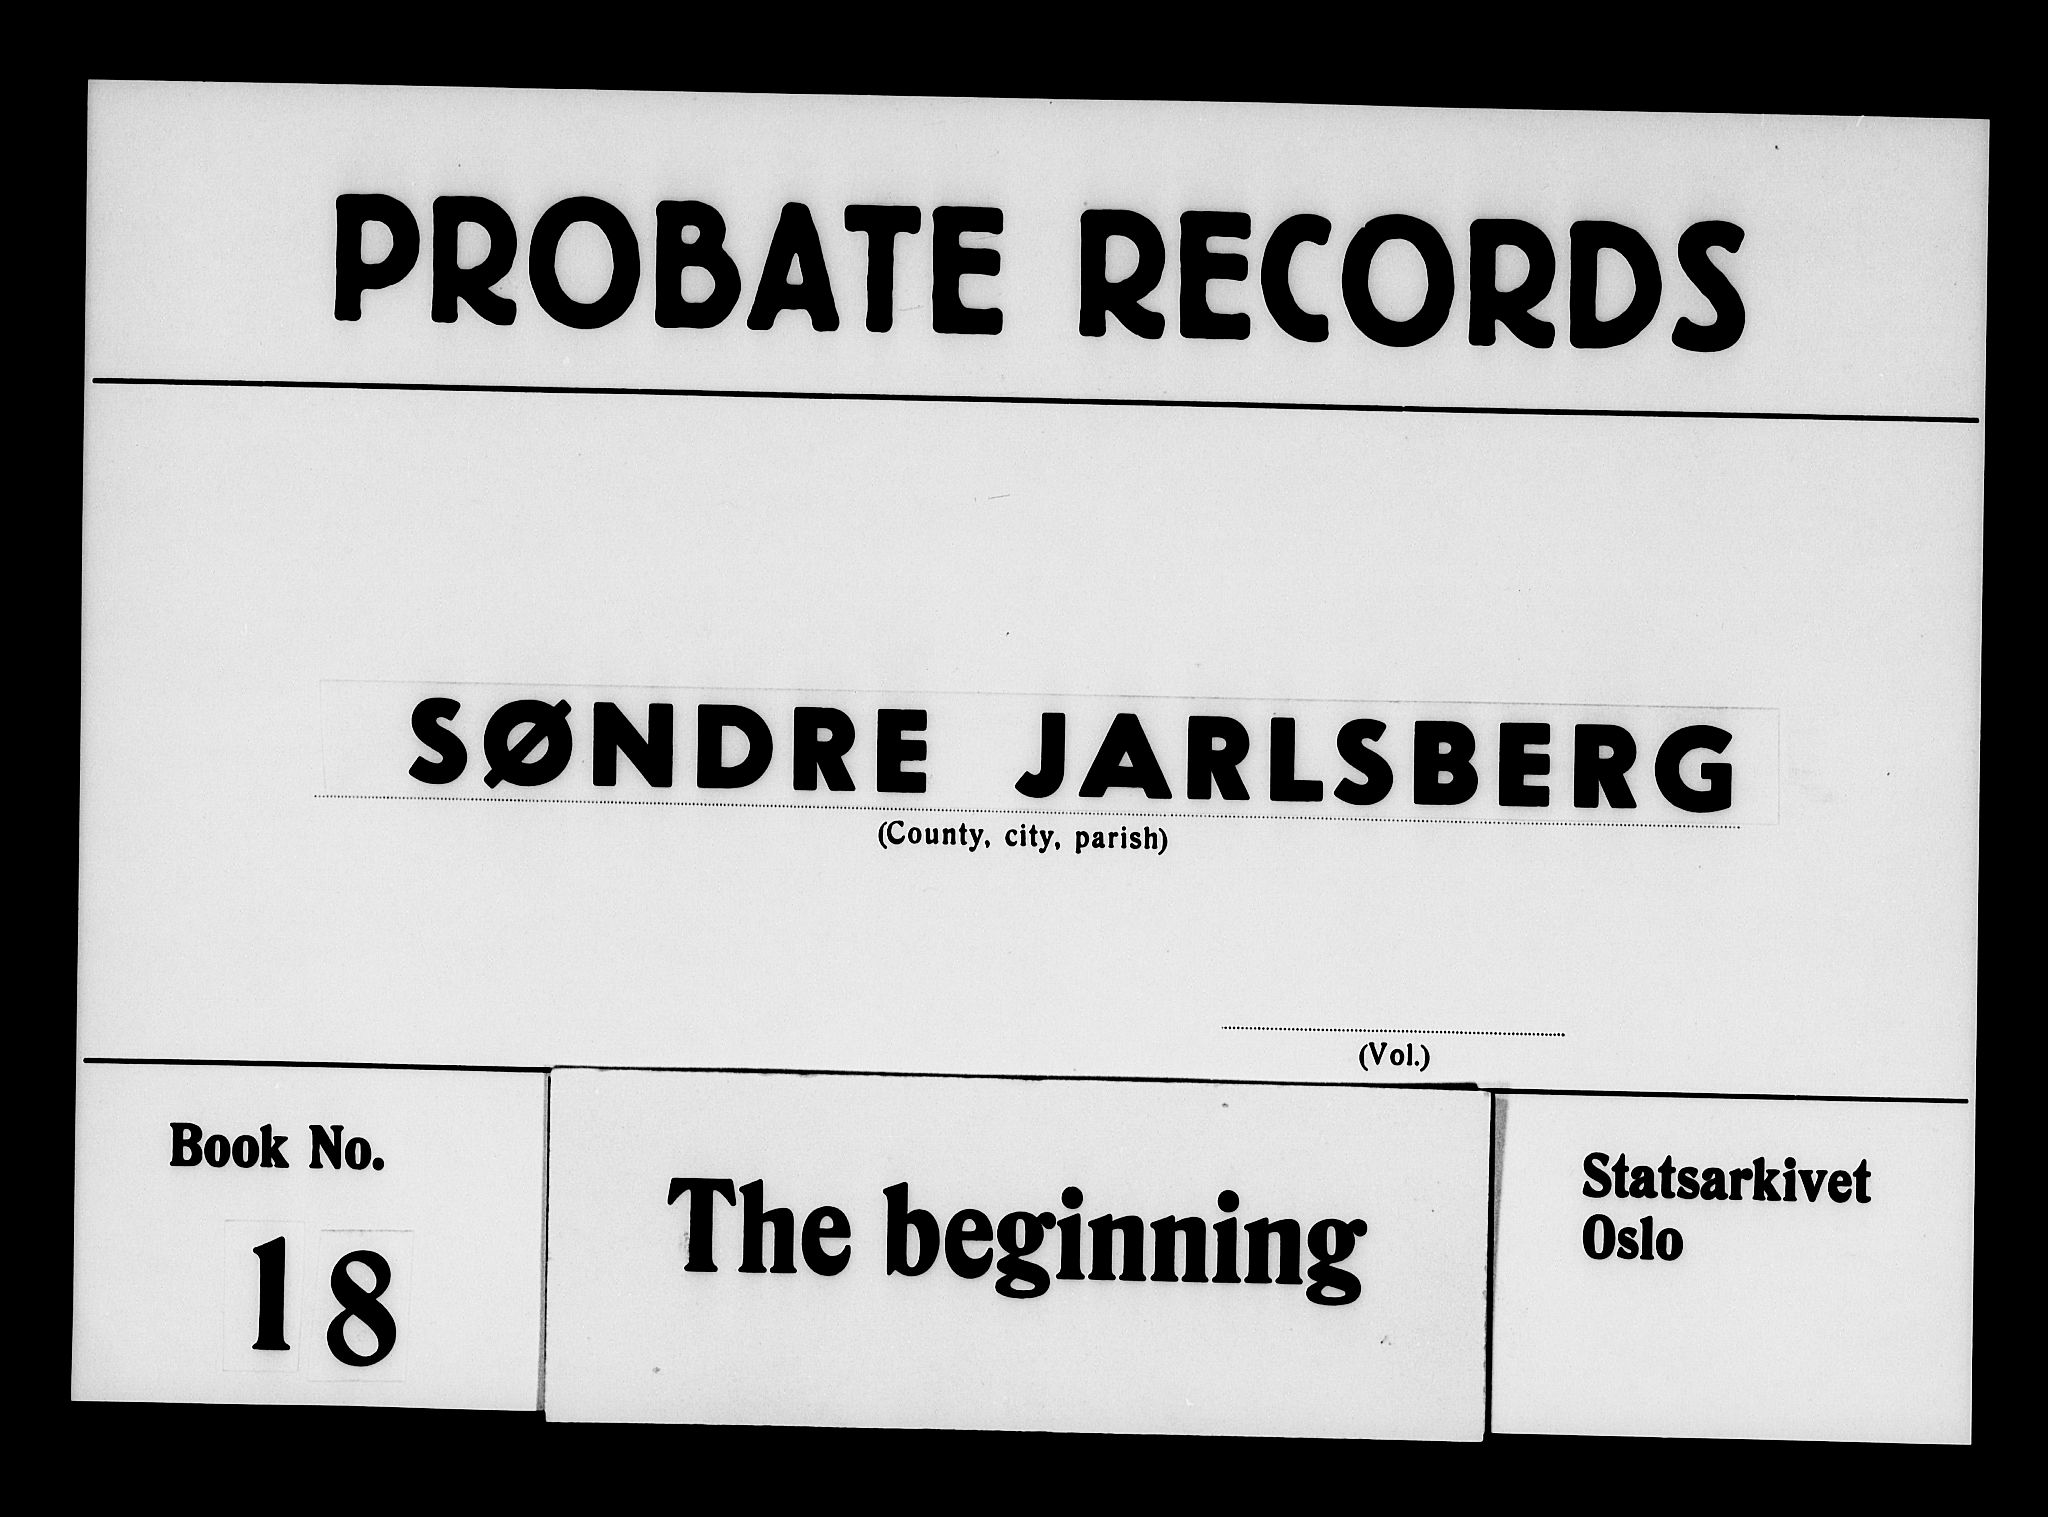 PROBATE RECORDS
SØNDRE JARLSBERG
(County, city, parish)
(Vol.)
Book No.
18
The beginning
Statsarkivet
Oslo